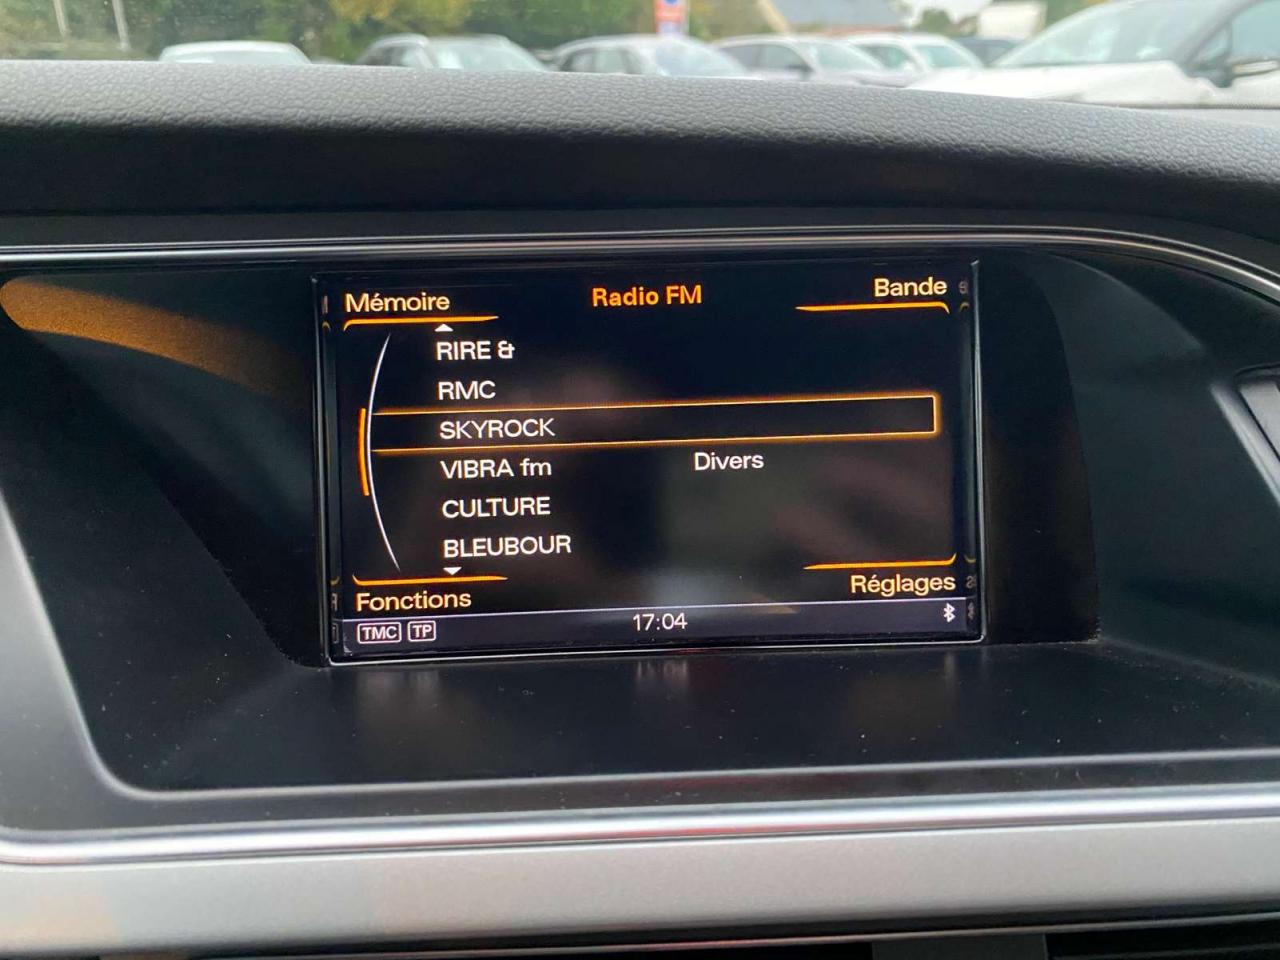 Mémoire
Radio FM
Bande
RIRE &
RMC
SKYROCK
VIBRA fm Divers
CULTURE
BLEUBOUR
Fonctions
Réglages
TMC TP
17:04